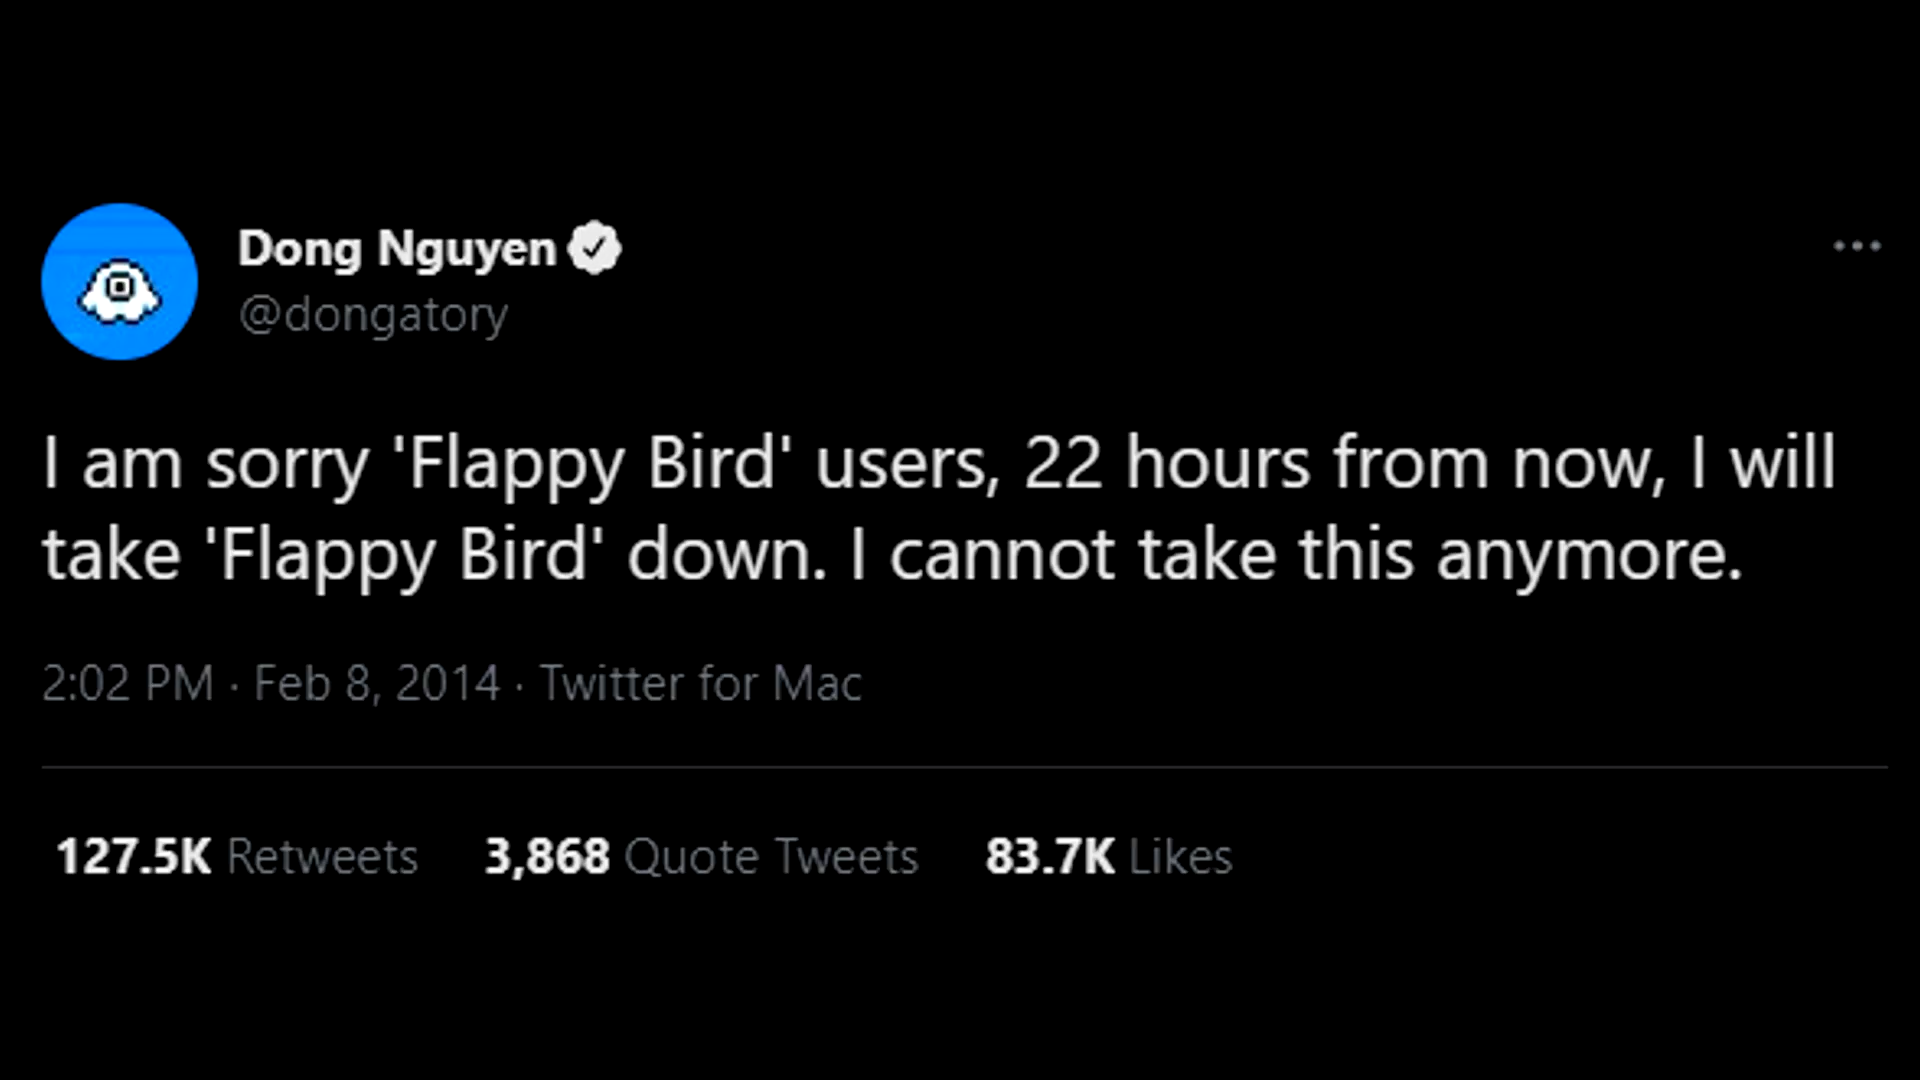 Dong Nguyen
@dongatory
I am sorry 'Flappy Bird' users, 22 hours from now, I will
take 'Flappy Bird' down. I cannot take this anymore.
2:02 PM · Feb 8, 2014 · Twitter for Mac
127.5K Retweets 3,868 Quote Tweets 83.7K Likes